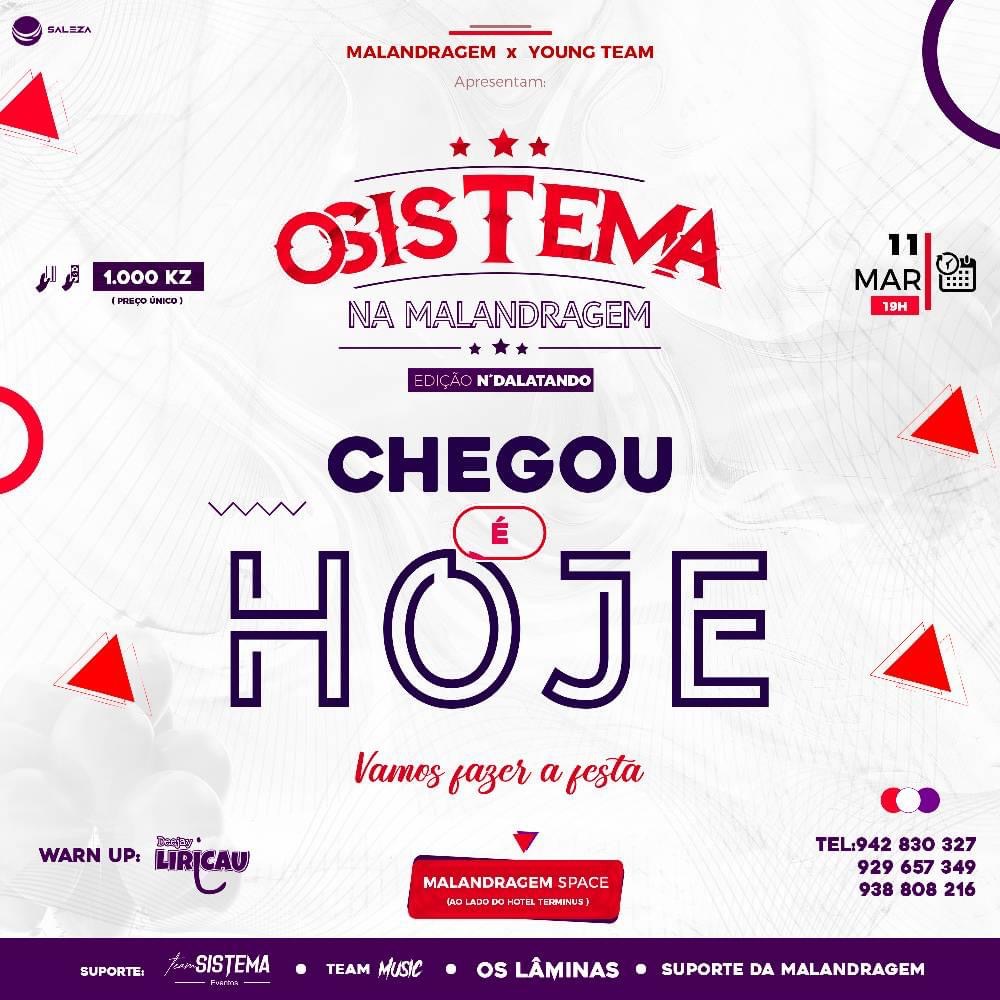 SALEZA
MALANDRAGEM x YOUNG TEAM
Apresentam:
OSISTEMA
NA MALANDRAGEM
EDIÇÃO N'DALATANDO
1.000 KZ
( PREÇO ÚNICO )
11
MAR
19H
CHEGOU
É
HOJE
Vamos fazer a festa
WARN UP: Deejay LIRICAU
MALANDRAGEM SPACE
(AO LADO DO HOTEL TERMINUS )
TEL:942 830 327
929 657 349
938 808 216
SUPORTE: team SISTEMA Eventos • TEAM MUSIC • OS LÂMINAS • SUPORTE DA MALANDRAGEM